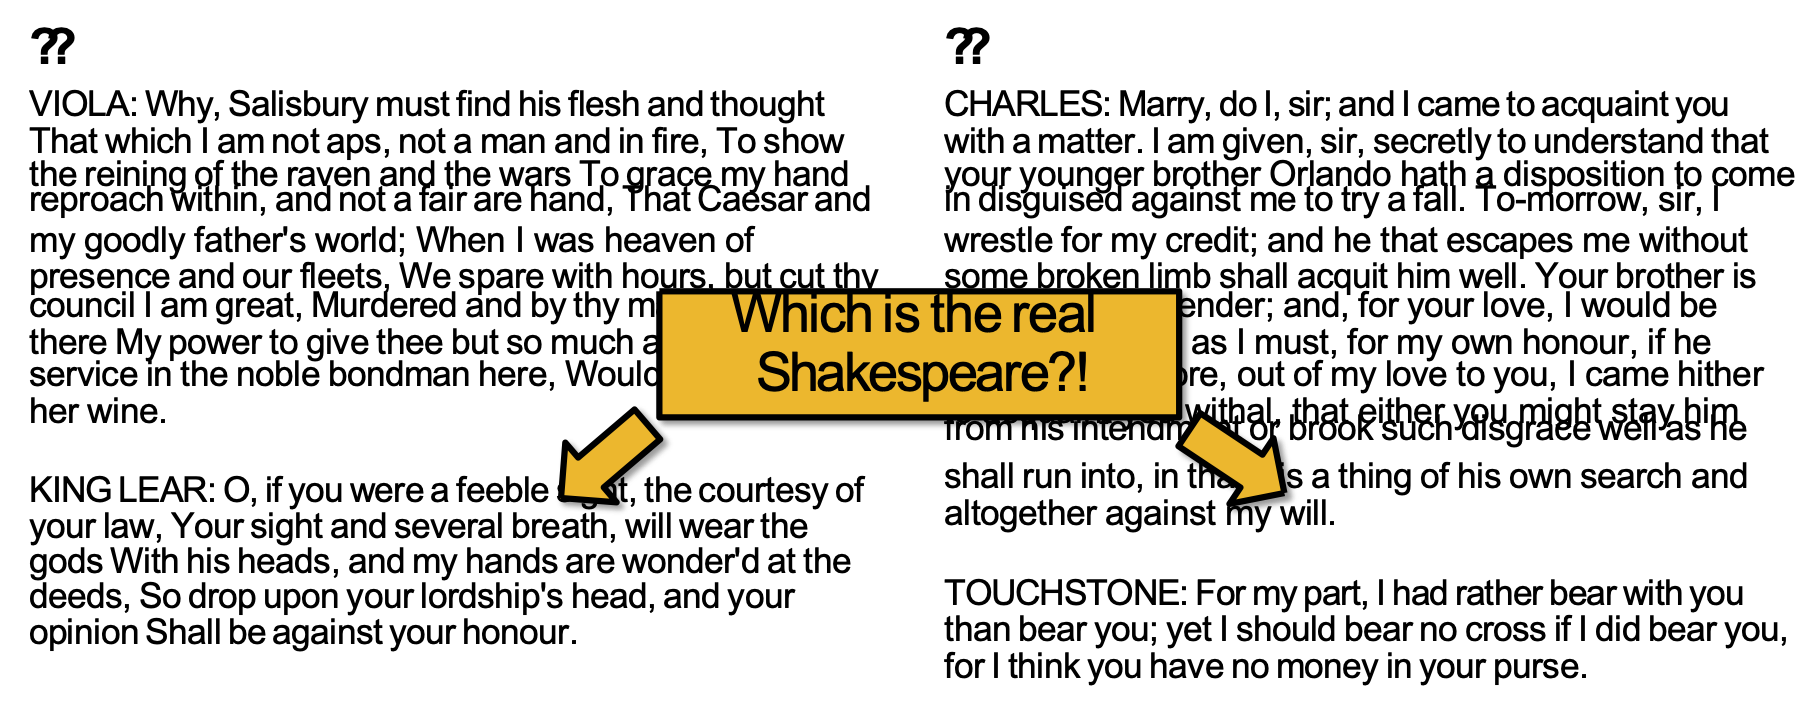 ??
VIOLA: Why, Salisbury must find his flesh and thought
That which I am not aps, not a man and in fire, To show
the reining of the raven and the wars To grace my hand
reproach within, and not a fair are hand, That Caesar and
my goodly father's world; When I was heaven of
presence and our fleets, We spare with hours, but cut thy
council I am great, Murdered and by thy
there My power to give thee but so much
service in the noble bondman here, Would
her wine.
KING LEAR: O, if you were a feeble the courtesy of
your law, Your sight and several breath, will wear the
gods With his heads, and my hands are wonder'd at the
deeds, So drop upon your lordship's head, and your
opinion Shall be against your honour.
Which is the real
Shakespeare?!
??
CHARLES: Marry, do I, sir; and I came to acquaint you
with a matter. I am given, sir, secretly to understand that
your younger brother Orlando hath a disposition to come
in disguised against me to try a fall. To-morrow, sir, I
wrestle for my credit; and he that escapes me without
some broken limb shall acquit him well. Your brother is
and, for your love, I would be
as I must, for my own honour, if he
out of my love to you, I came hither
withal, that either you might stay him
from his or brook such disgrace well as he
shall run into, in a thing of his own search and
altogether against my will.
TOUCHSTONE: For my part, I had rather bear with you
than bear you; yet I should bear no cross if I did bear you,
for I think you have no money in your purse.